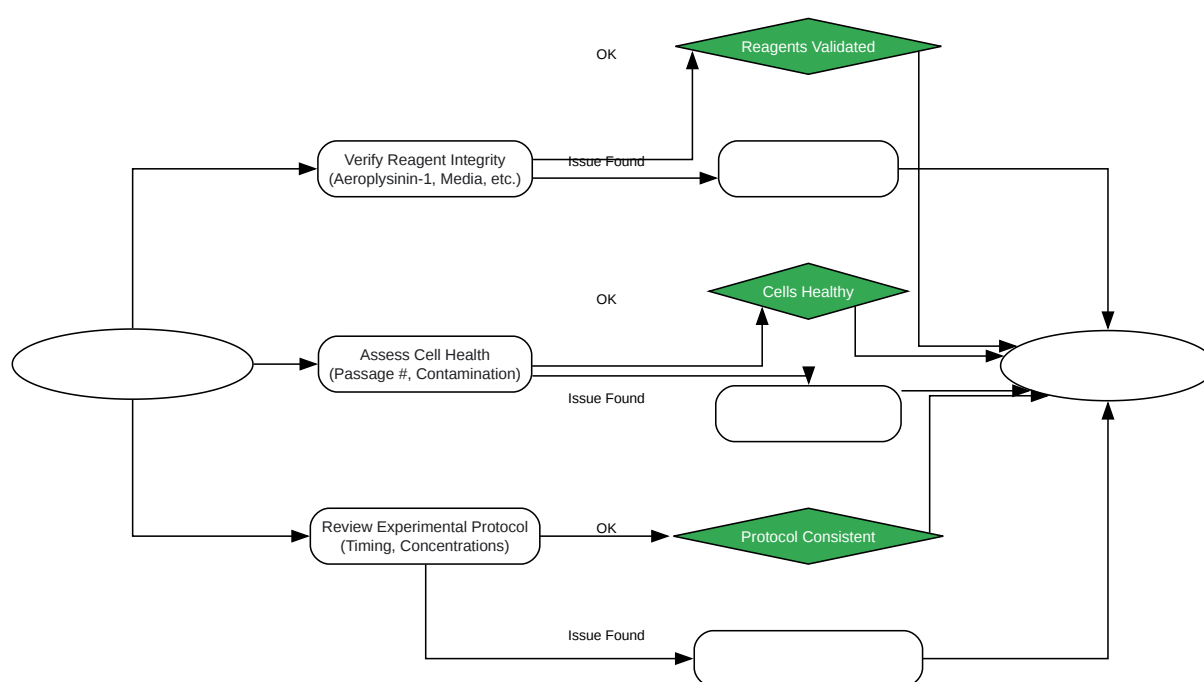 OK
Reagents Validated
Verify Reagent Integrity
(Aeroplysinin-1, Media, etc.)
Issue Found
OK
Cells Healthy
Assess Cell Health
(Passage #, Contamination)
Issue Found
Review Experimental Protocol
(Timing, Concentrations)
OK
Protocol Consistent
Issue Found